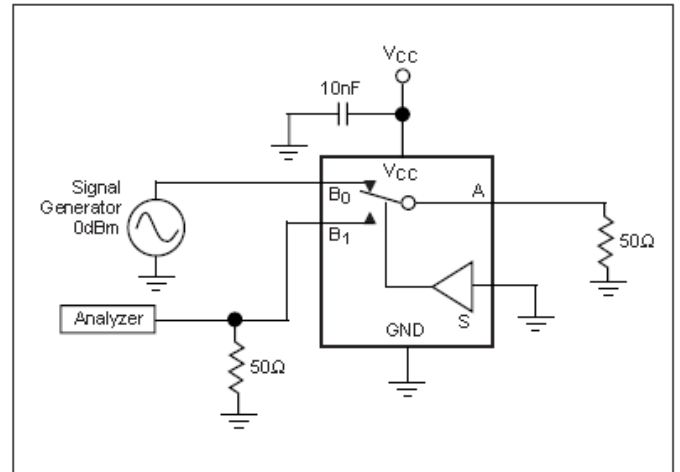 VCC
10nF
VCC
Signal
Generator
0dBm
B0
A
B1
50Ω
Analyzer
S
GND
50Ω